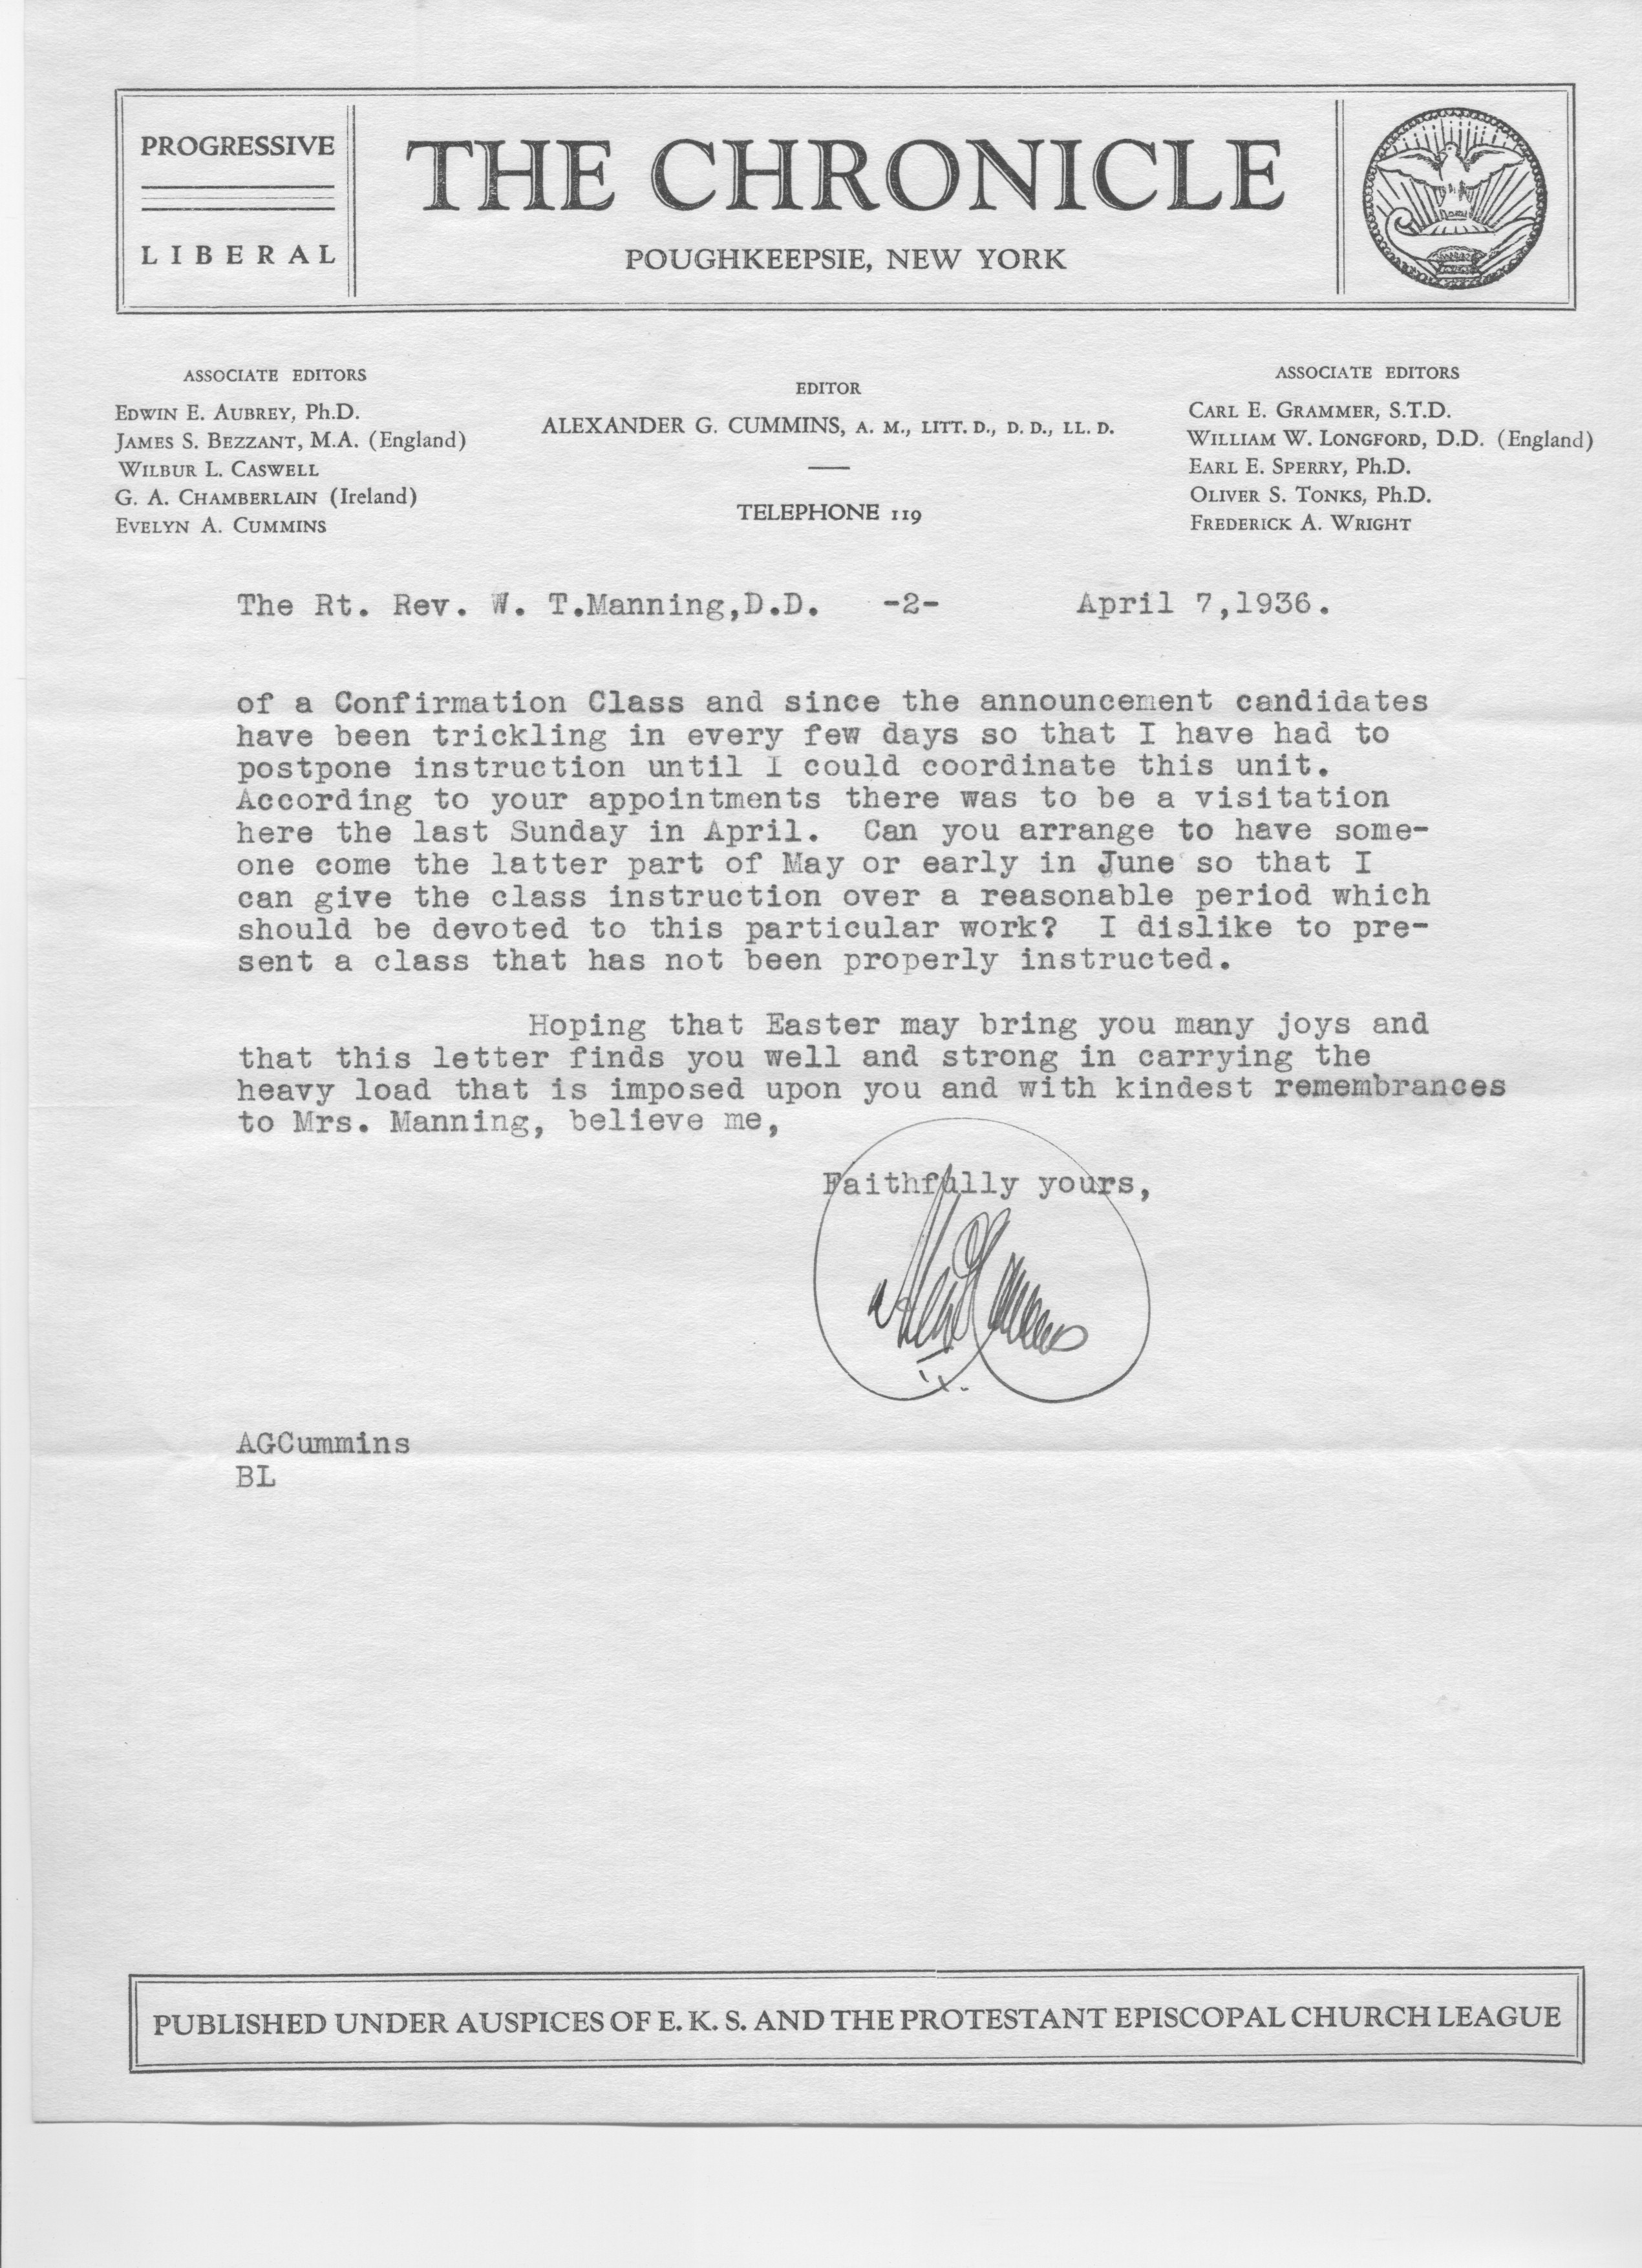 PROGRESSIVE
LIBERAL
THE CHRONICLE
POUGHKEEPSIE, NEW YORK
ASSOCIATE EDITORS
EDWIN E. AUBREY, Ph.D.
JAMES S. BEZZANT, M.A. (England)
WILBUR L. CASWELL
G. A. CHAMBERLAIN (Ireland)
EVELYN A. CUMMINS
EDITOR
ALEXANDER G. CUMMINS, A. M., LITT. D., D. D., LL. D.
TELEPHONE 119
ASSOCIATE EDITORS
CARL E. GRAMMER, S.T.D.
WILLIAM W. LONGFORD, D.D. (England)
EARL E. SPERRY, Ph.D.
OLIVER S. TONKS, Ph.D.
FREDERICK A. WRIGHT
The Rt. Rev. W. T.Manning,D.D. -2- April 7,1936.
of a Confirmation Class and since the announcement candidates
have been trickling in every few days so that I have had to
postpone instruction until I could coordinate this unit.
According to your appointments there was to be a visitation
here the last Sunday in April. Can you arrange to have some-
one come the latter part of May or early in June so that I
can give the class instruction over a reasonable period which
should be devoted to this particular work? I dislike to pre-
sent a class that has not been properly instructed.
Hoping that Easter may bring you many joys and
that this letter finds you well and strong in carrying the
heavy load that is imposed upon you and with kindest remembrances
to Mrs. Manning, believe me,
Faithfully yours,
AGCummins
BL
PUBLISHED UNDER AUSPICES OF E. K. S. AND THE PROTESTANT EPISCOPAL CHURCH LEAGUE